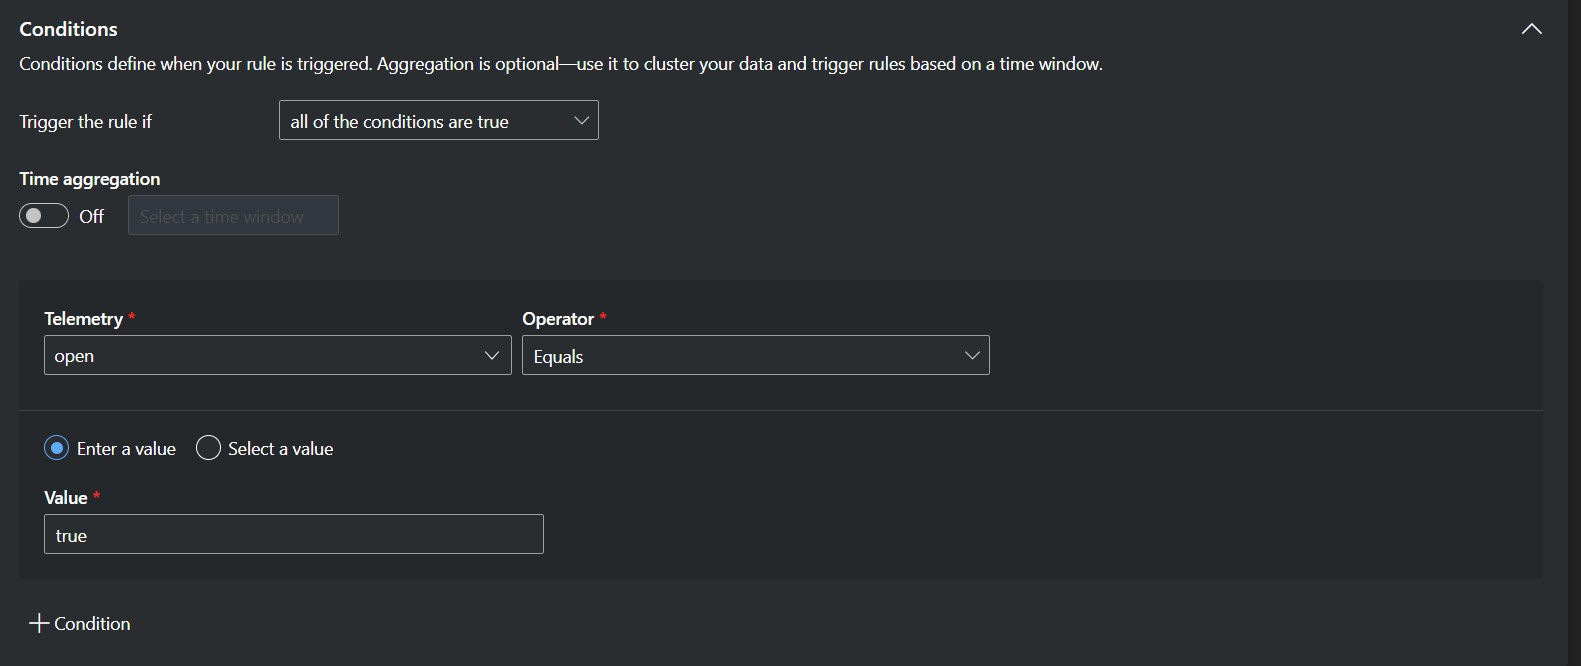 Conditions
Conditions define when your rule is triggered. Aggregation is optional—use it to cluster your data and trigger rules based on a time window.
Trigger the rule if
all of the conditions are true
Time aggregation
Off
Select a time window
Telemetry *
Operator *
open
Equals
Enter a value
Select a value
Value *
true
Condition